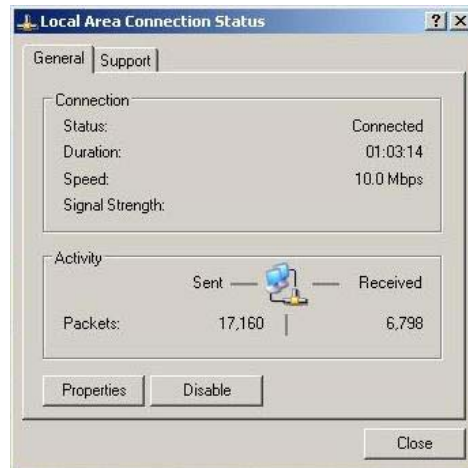 Local Area Connection Status
General Support
Connection
Status: Connected
Duration: 01:03:14
Speed: 10.0 Mbps
Signal Strength:
Activity
Sent Received
Packets: 17,160 6,798
Properties Disable
Close